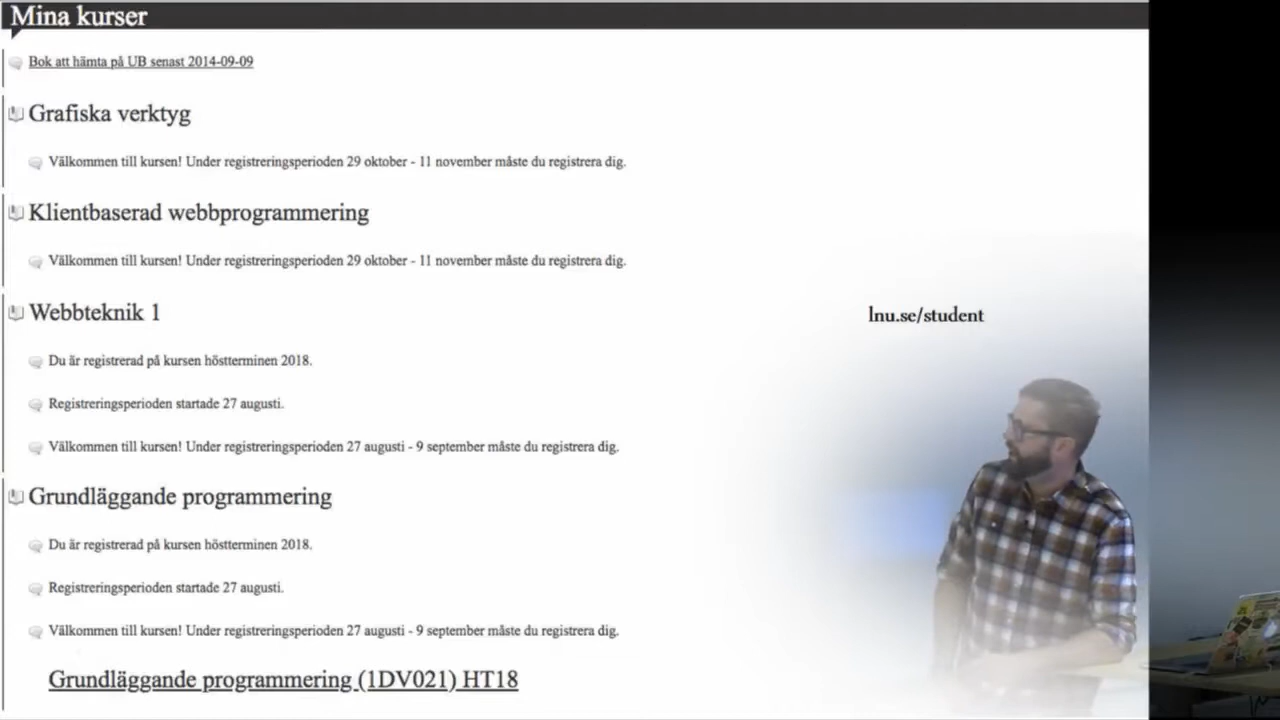 Mina kurser
Bok att hämta på UB senast 2014-09-09
Grafiska verktyg
Välkommen till kursen! Under registreringsperioden 29 oktober - 11 november måste du registrera dig.
Klientbaserad webbprogrammering
Välkommen till kursen! Under registreringsperioden 29 oktober - 11 november måste du registrera dig.
Webbteknik 1
lnu.se/student
Du är registrerad på kursen höstterminen 2018.
Registreringsperioden startade 27 augusti.
Välkommen till kursen! Under registreringsperioden 27 augusti - 9 september måste du registrera dig.
Grundläggande programmering
Du är registrerad på kursen höstterminen 2018.
Registreringsperioden startade 27 augusti.
Välkommen till kursen! Under registreringsperioden 27 augusti - 9 september måste du registrera dig.
Grundläggande programmering (1DV021) HT18